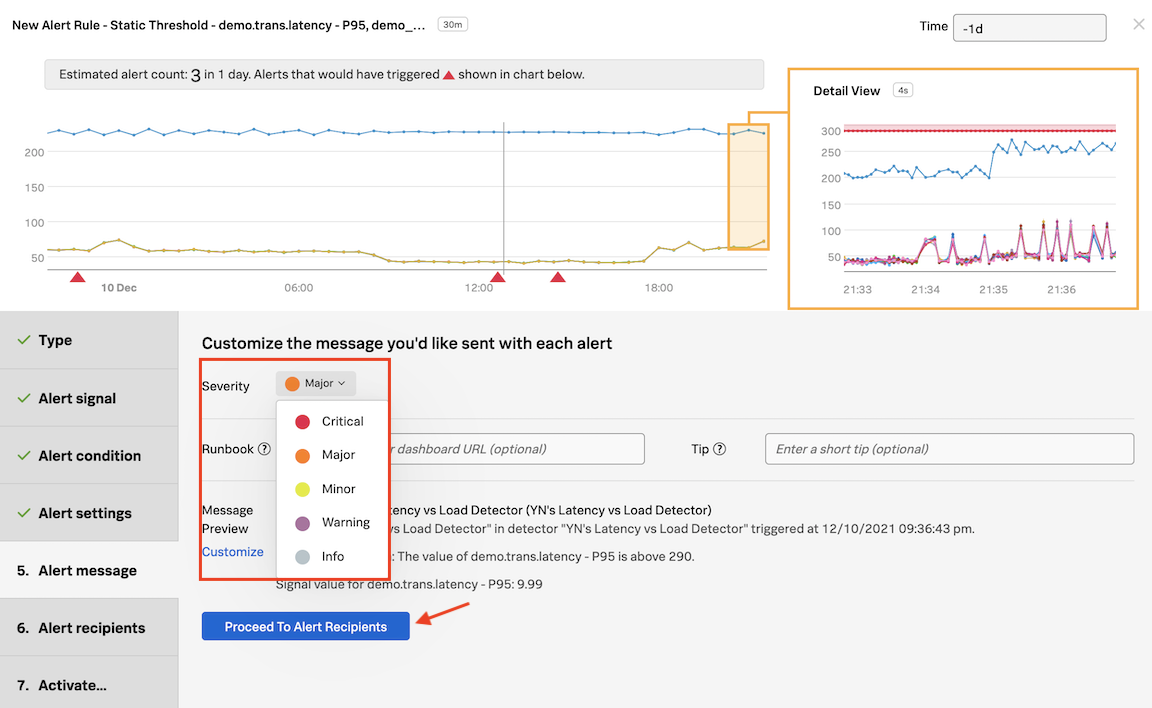 New Alert Rule - Static Threshold - demo.trans.latency - P95, demo_... 30m
Time -1d
Estimated alert count: 3 in 1 day. Alerts that would have triggered shown in chart below.
Detail View 4s
200
150
100
50
10 Dec 06:00 12:00 18:00
300
250
200
150
100
50
21:33 21:34 21:35 21:36
Type
Alert signal
Alert condition
Alert settings
5. Alert message
6. Alert recipients
7. Activate...
Customize the message you'd like sent with each alert
Severity Major
Critical
Major
Minor
Warning
Info
Runbook ? dashboard URL (optional)
Tip ? Enter a short tip (optional)
Message
Preview
Customize
vs Load Detector (YN's Latency vs Load Detector)
vs Load Detector" in detector "YN's Latency vs Load Detector" triggered at 12/10/2021 09:36:43 pm.
: The value of demo.trans.latency - P95 is above 290.
Signal value for demo.trans.latency - P95: 9.99
Proceed To Alert Recipients